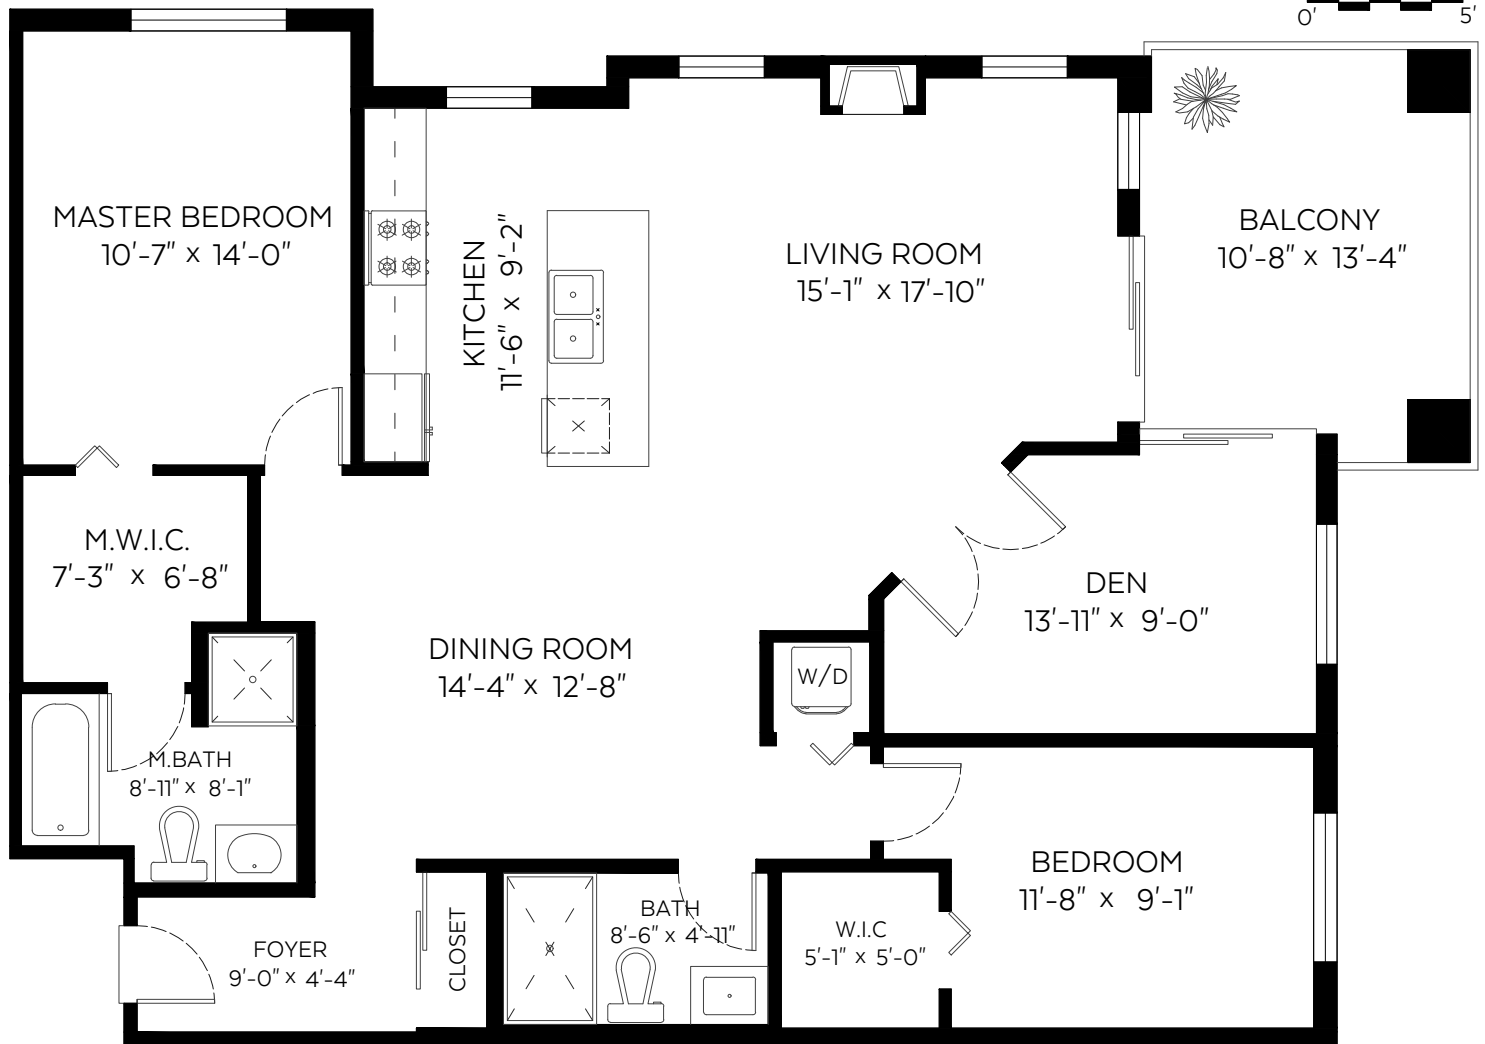 0' 5'
MASTER BEDROOM
10'-7" x 14'-0"
KITCHEN
11'-6" x 9'-2"
LIVING ROOM
15'-1" x 17'-10"
BALCONY
10'-8" x 13'-4"
M.W.I.C.
7'-3" x 6'-8"
DEN
13'-11" x 9'-0"
DINING ROOM
14'-4" x 12'-8"
W/D
M.BATH
8'-11" x 8'-1"
BEDROOM
11'-8" x 9'-1"
BATH
8'-6" x 4'-11"
W.I.C
5'-1" x 5'-0"
FOYER
9'-0" x 4'-4"
CLOSET